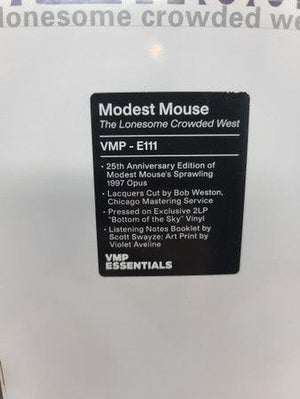 lonesome crowded we
Modest Mouse
The Lonesome Crowded West
VMP - E111
• 25th Anniversary Edition of
Modest Mouse's Sprawling
1997 Opus
• Lacquers Cut by Bob Weston,
Chicago Mastering Service
• Pressed on Exclusive 2LP
"Bottom of the Sky" Vinyl
• Listening Notes Booklet by
Scott Swayze; Art Print by
Violet Aveline
VMP
ESSENTIALS